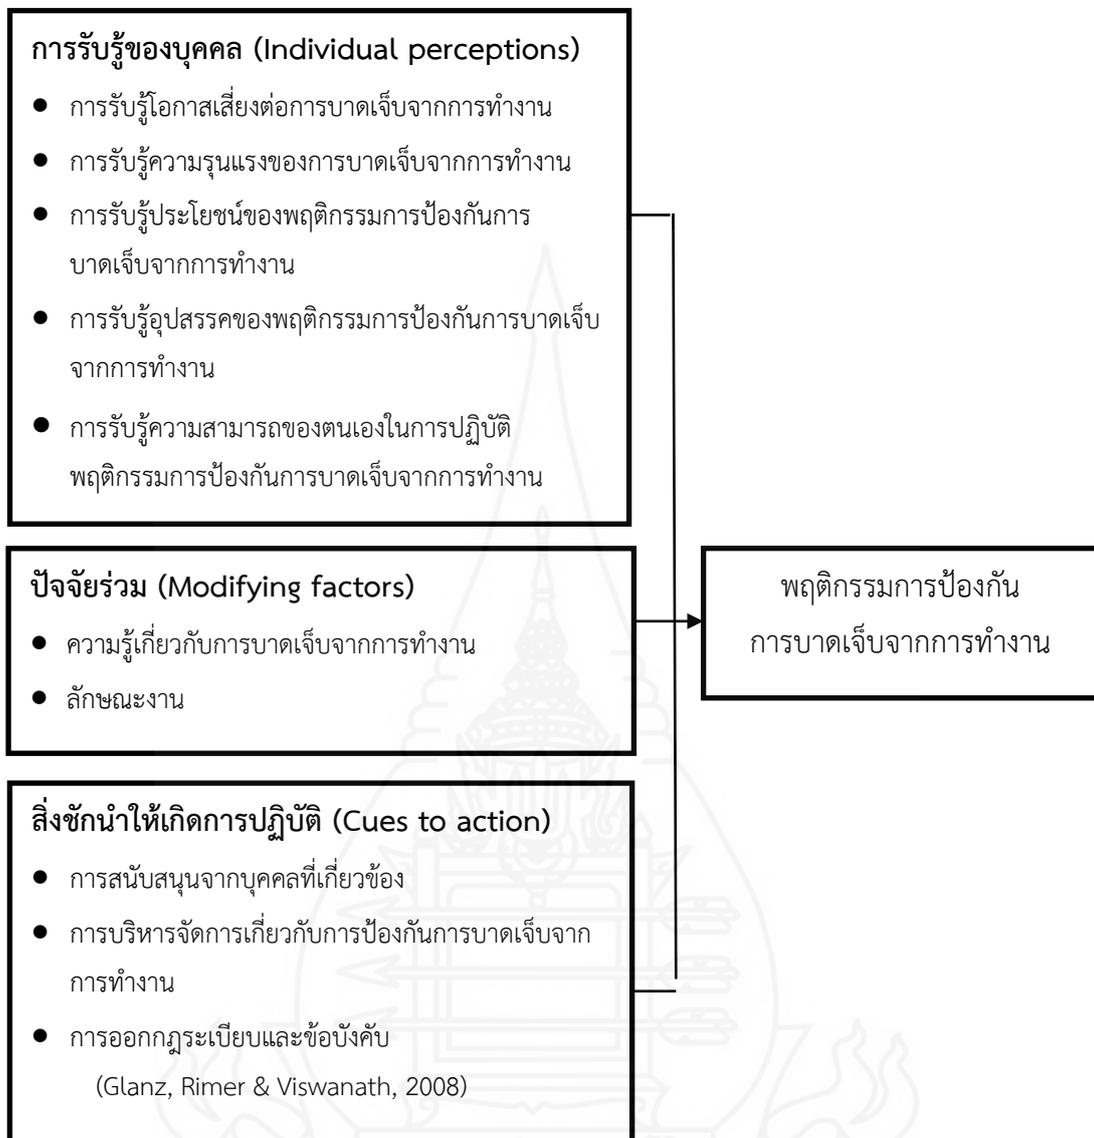 การรับรู้ของบุคคล (Individual perceptions)
● การรับรู้โอกาสเสี่ยงต่อการบาดเจ็บจากการทำงาน
● การรับรู้ความรุนแรงของการบาดเจ็บจากการทำงาน
● การรับรู้ประโยชน์ของพฤติกรรมการป้องกันการ
บาดเจ็บจากการทำงาน
● การรับรู้อุปสรรคของพฤติกรรมการป้องกันการบาดเจ็บ
จากการทำงาน
● การรับรู้ความสามารถของตนเองในการปฏิบัติ
พฤติกรรมการป้องกันการบาดเจ็บจากการทำงาน
ปัจจัยร่วม (Modifying factors)
● ความรู้เกี่ยวกับการบาดเจ็บจากการทำงาน
● ลักษณะงาน
พฤติกรรมการป้องกัน
การบาดเจ็บจากการทำงาน
สิ่งชักนำให้เกิดการปฏิบัติ (Cues to action)
● การสนับสนุนจากบุคคลที่เกี่ยวข้อง
● การบริหารจัดการเกี่ยวกับการป้องกันการบาดเจ็บจาก
การทำงาน
● การออกกฎระเบียบและข้อบังคับ
(Glanz, Rimer & Viswanath, 2008)